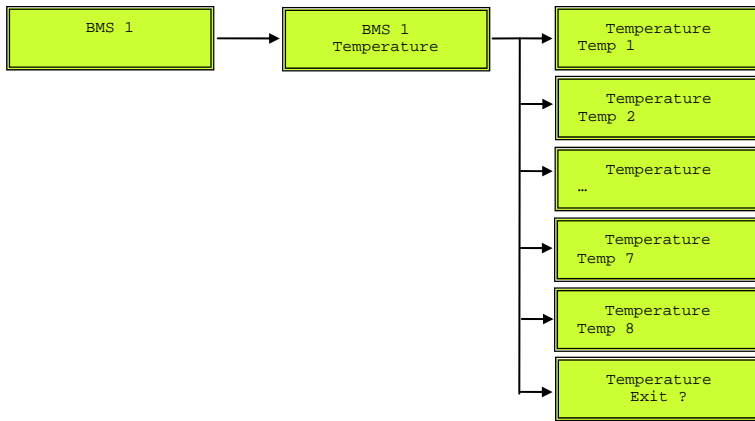 BMS 1
BMS 1
Temperature
Temperature
Temp 1
Temperature
Temp 2
Temperature
…
Temperature
Temp 7
Temperature
Temp 8
Temperature
Exit ?